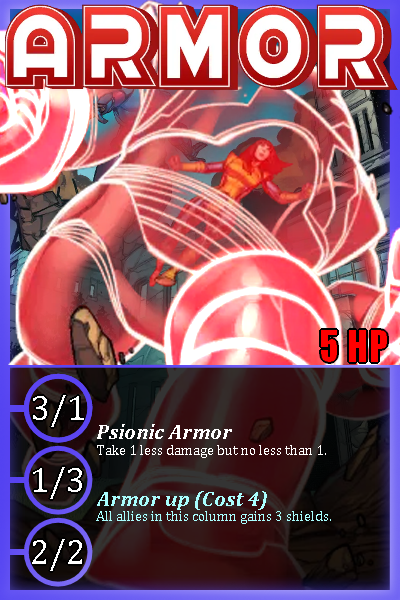 ARMOR
5 HP
3/1
Psionic Armor
Take 1 less damage but no less than 1.
1/3
Armor up (Cost 4)
All allies in this column gains 3 shields.
2/2